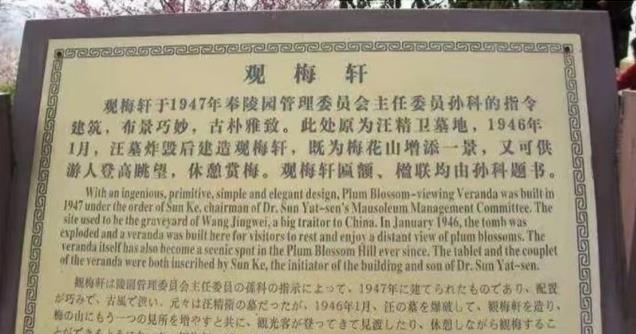 观梅轩
观梅轩于1947年奉陵园管理委员会主任委员孙科的指令
建筑，布景巧妙，古朴雅致。此处原为汪精卫墓地，1946年
1月，汪墓炸毁后建造观梅轩，既为梅花山增添一景，又可供
游人登高眺望，休憩赏梅。观梅轩匾额、楹联均由孙科题书。
With an ingenious, primitive, simple and elegant design, Plum Blossom-viewing Veranda was built in
1947 under the order of Sun Ke, chairman of Dr. Sun Yat-sen's Mausoleum Management Committee. The
site used to be the graveyard of Wang Jingwei, a big traitor to China. In January 1946, the tomb was
exploded and a veranda was built here for visitors to rest and enjoy a distant view of plum blossoms. The
veranda itself has also become a scenic spot in the Plum Blossom Hill ever since. The tablet and the couplet
of the veranda were both inscribed by Sun Ke, the initiator of the building and son of Dr. Sun Yat-sen.
観梅軒は陵園管理委員会主任委員の孫科の指示によって、1947年に建てられたものであり、配置
が巧みで、古風で渋い。元々は汪精衛の墓だったが、1946年1月、汪の墓を爆破して、観梅軒を造り、
梅の山にもう一つの見所を増やすと共に、観光客が登ってきて見渡したり、休憩しながら観梅するこ